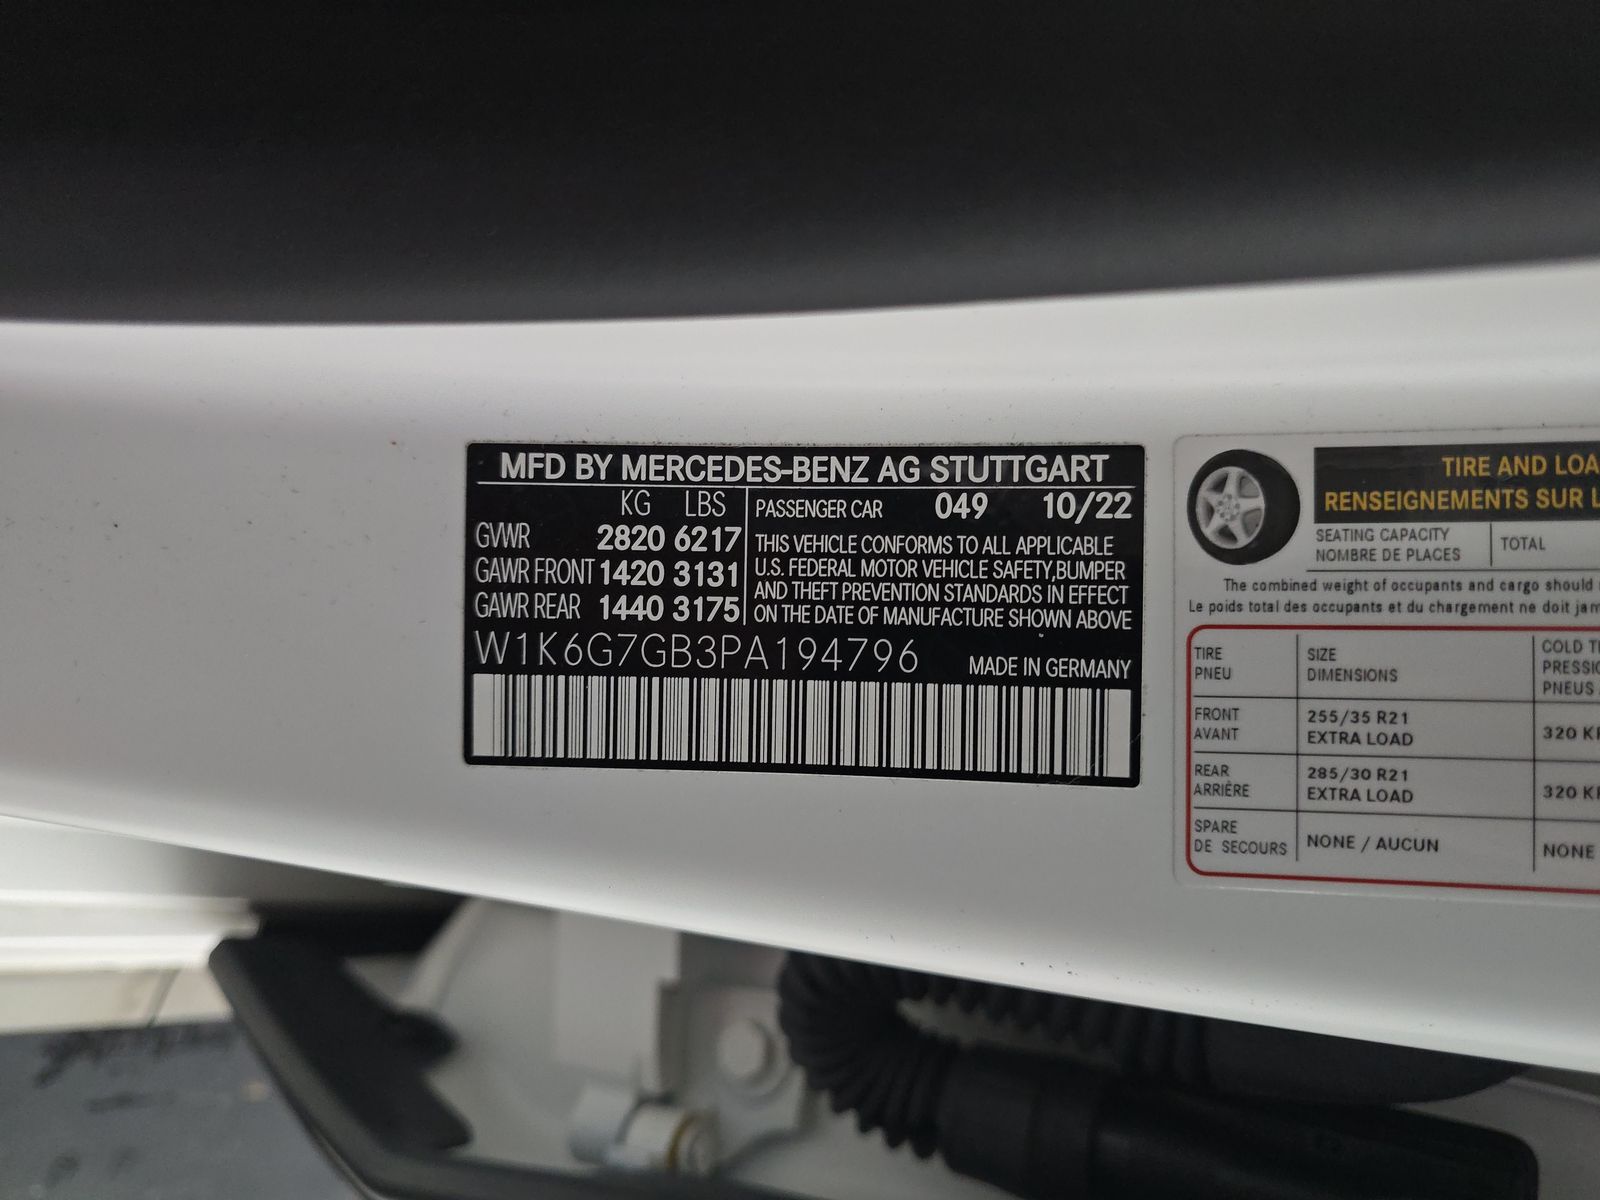 MFD BY MERCEDES-BENZ AG STUTTGART
KG LBS
GVWR 2820 6217
GAWR FRONT 1420 3131
GAWR REAR 1440 3175
PASSENGER CAR 049 10/22
THIS VEHICLE CONFORMS TO ALL APPLICABLE
U.S. FEDERAL MOTOR VEHICLE SAFETY,BUMPER
AND THEFT PREVENTION STANDARDS IN EFFECT
ON THE DATE OF MANUFACTURE SHOWN ABOVE
W1K6G7GB3PA194796
MADE IN GERMANY
TIRE AND LOA
RENSEIGNEMENTS SUR L
SEATING CAPACITY
NOMBRE DE PLACES
TOTAL
The combined weight of occupants and cargo should
Le poids total des occupants et du chargement ne doit jam
TIRE
PNEU
SIZE
DIMENSIONS
COLD TI
PRESSIO
PNEUS
FRONT
AVANT
255/35 R21
EXTRA LOAD
320 KP
REAR
ARRIÈRE
285/30 R21
EXTRA LOAD
320 KP
SPARE
DE SECOURS
NONE / AUCUN
NONE